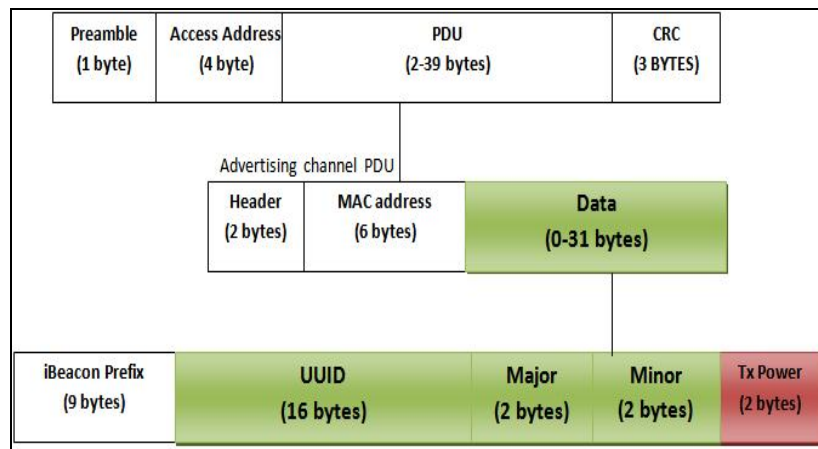 Preamble
(1 byte)
Access Address
(4 byte)
PDU
(2-39 bytes)
CRC
(3 BYTES)
Advertising channel PDU
Header
(2 bytes)
MAC address
(6 bytes)
Data
(0-31 bytes)
iBeacon Prefix
(9 bytes)
UUID
(16 bytes)
Major
(2 bytes)
Minor
(2 bytes)
Tx Power
(2 bytes)